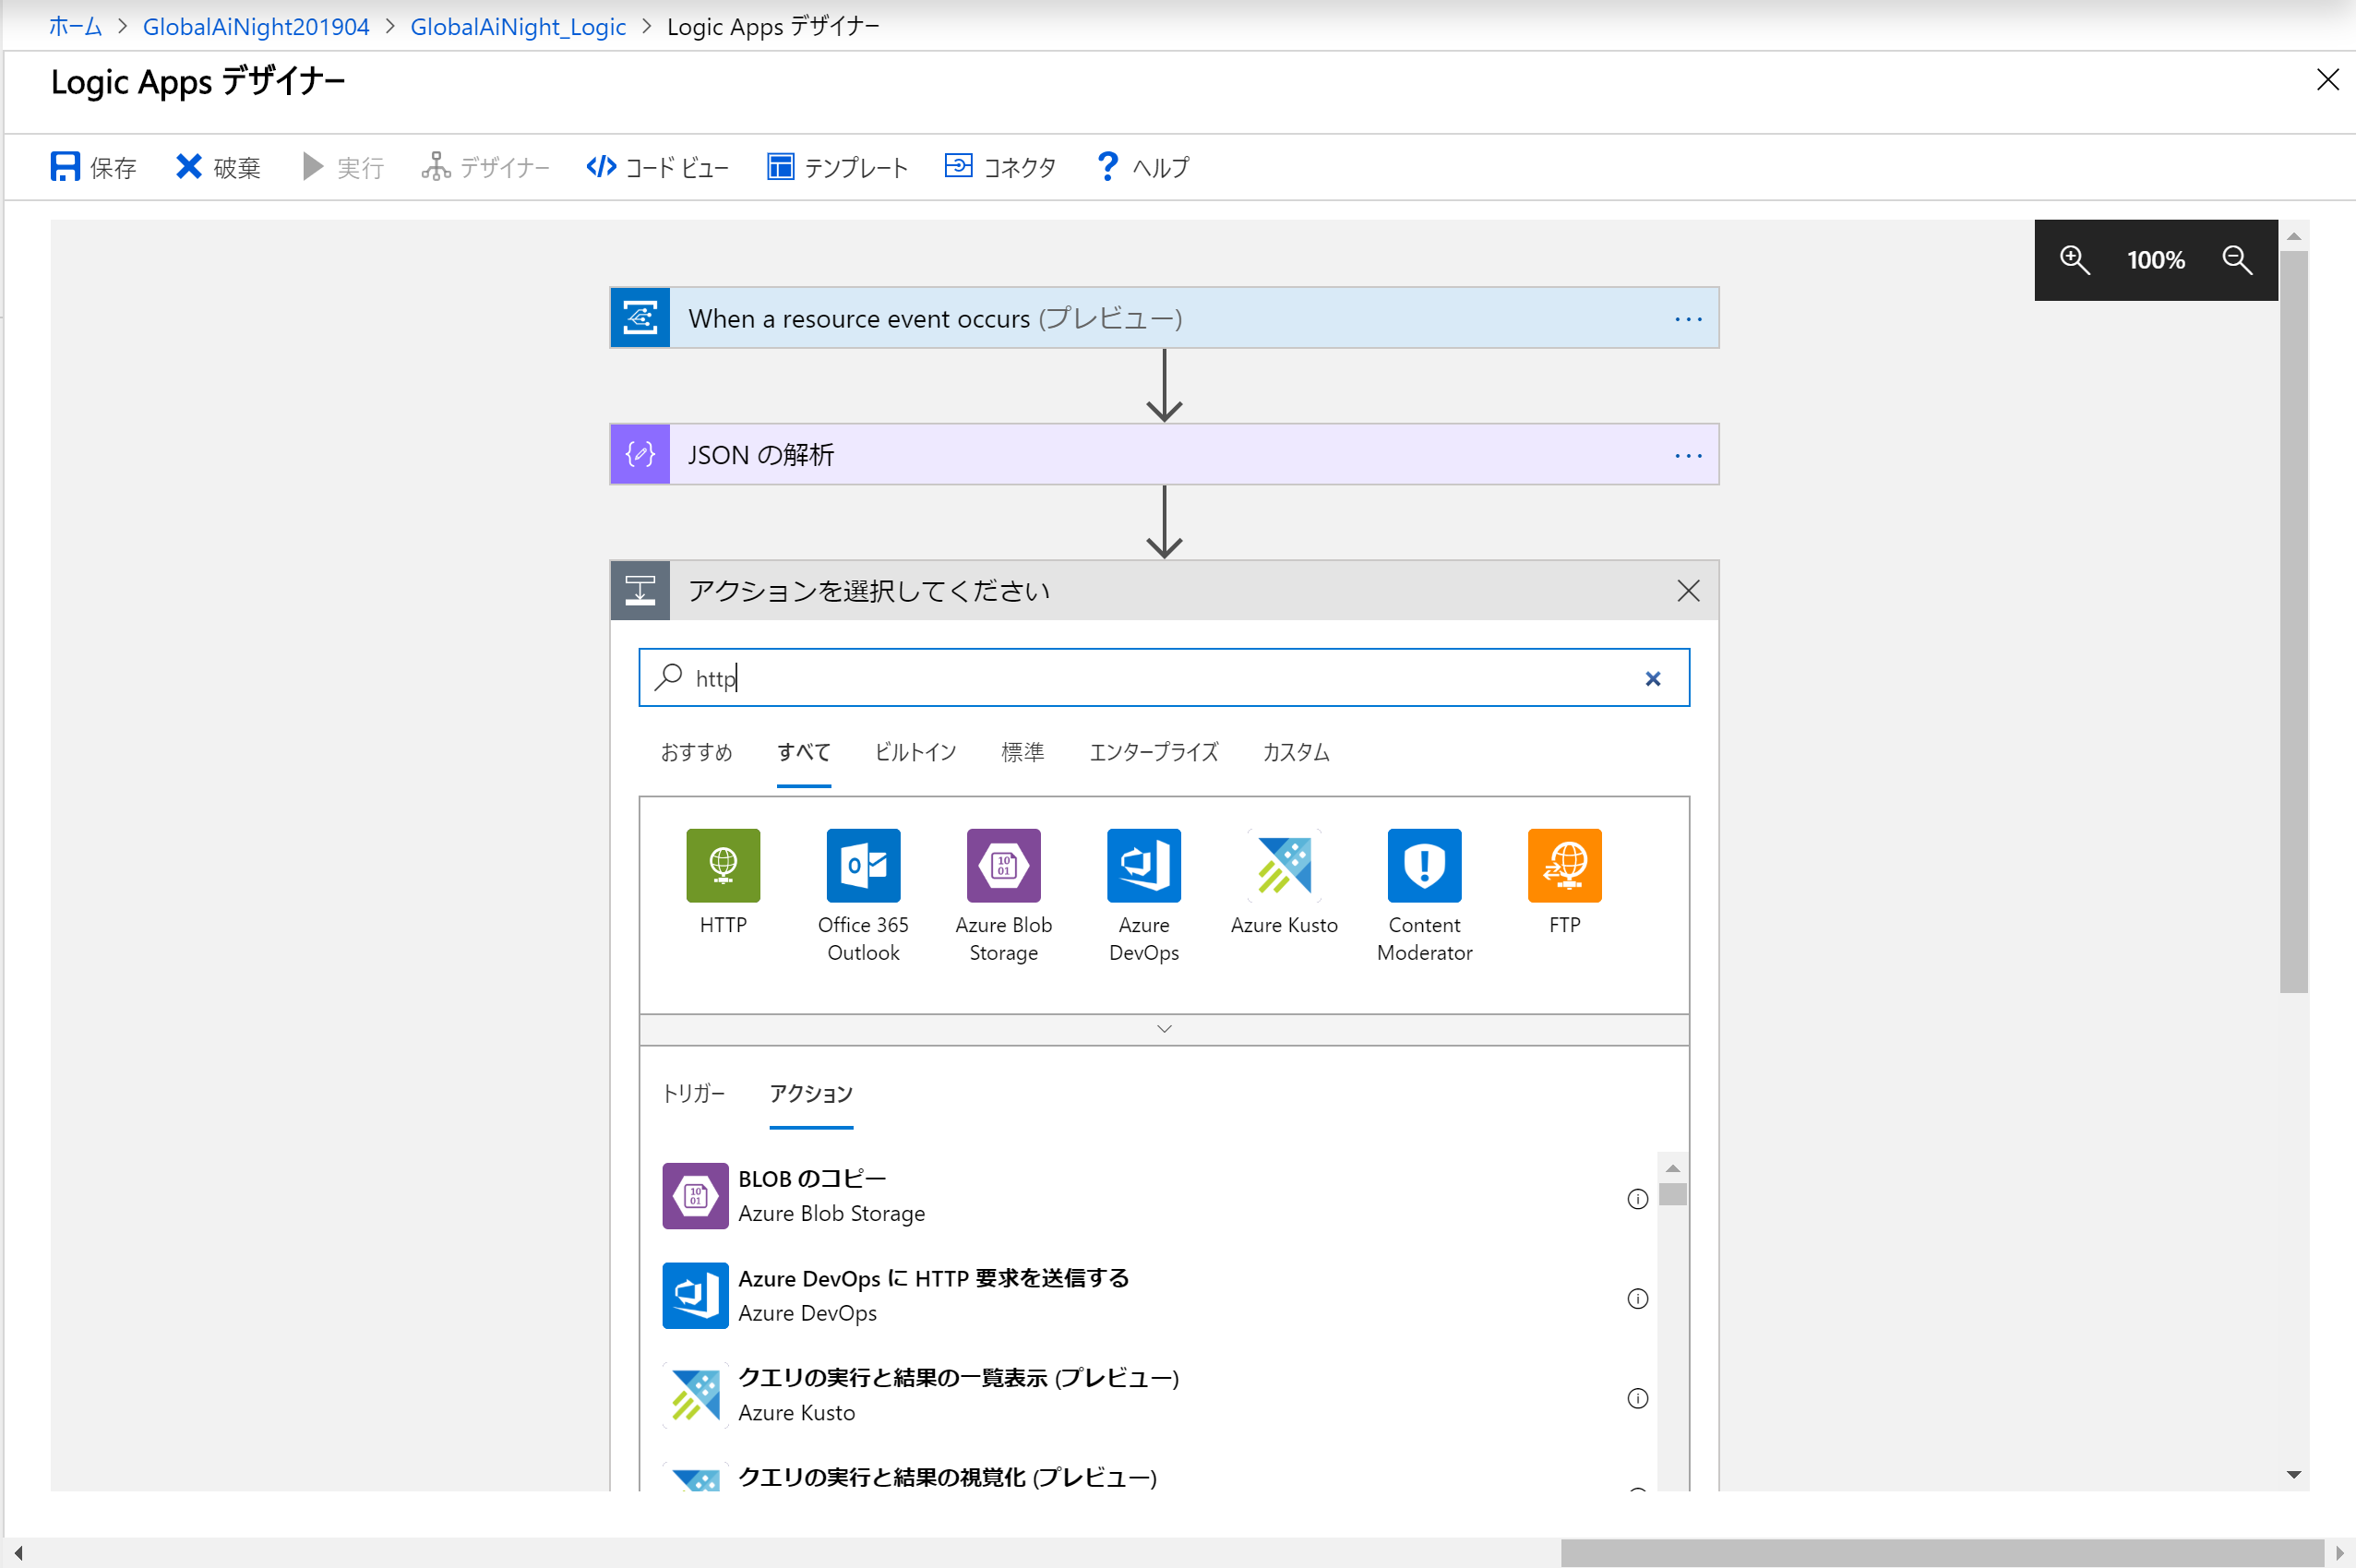 ホーム > GlobalAiNight201904 > GlobalAiNight_Logic > Logic Apps デザイナー
Logic Apps デザイナー
保存 破棄 実行 デザイナー コード ビュー テンプレート コネクタ ヘルプ
100%
When a resource event occurs (プレビュー)
JSON の解析
アクションを選択してください
http
おすすめ すべて ビルトイン 標準 エンタープライズ カスタム
HTTP
Office 365
Outlook
Azure Blob
Storage
Azure
DevOps
Azure Kusto
Content
Moderator
FTP
トリガー アクション
BLOB のコピー
Azure Blob Storage
Azure DevOps に HTTP 要求を送信する
Azure DevOps
クエリの実行と結果の一覧表示 (プレビュー)
Azure Kusto
クエリの実行と結果の視覚化 (プレビュー)